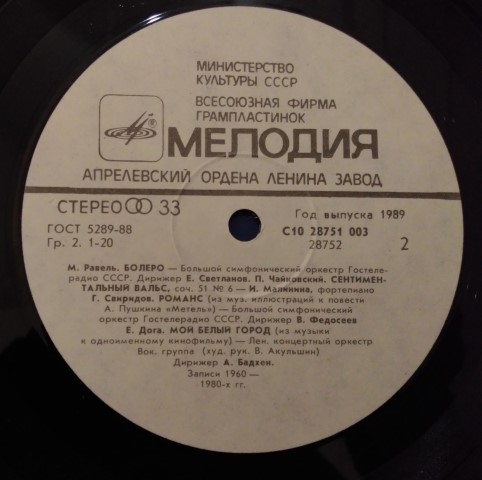 МИНИСТЕРСТВО
КУЛЬТУРЫ СССР
ВСЕСОЮЗНАЯ ФИРМА
ГРАМПЛАСТИНОК
®
МЕЛОДИЯ
АПРЕЛЕВСКИЙ ОРДЕНА ЛЕНИНА ЗАВОД
СТЕРЕО 33
Год выпуска 1989
ГОСТ 5289-88
С10 28751 003
Гр. 2. 1-20
28752
2
М. Равель. БОЛЕРО — Большой симфонический оркестр Гостеле-
радио СССР. Дирижер Е. Светланов. П. Чайковский. СЕНТИМЕН-
ТАЛЬНЫЙ ВАЛЬС, соч. 51. № 6 — И. Малинина, фортепиано
Г. Свиридов. РОМАНС (из муз. иллюстраций к повести
А. Пушкина «Метель») — Большой симфонический
оркестр Гостелерадио СССР. Дирижер В. Федосеев
Е. Дога. МОЙ БЕЛЫЙ ГОРОД (из музыки
к одноименному кинофильму) — Лен. концертный оркестр
Вок. группа (худ. рук. В. Акульшин)
Дирижер А. Бадхен.
Записи 1960 —
1980-х гг.